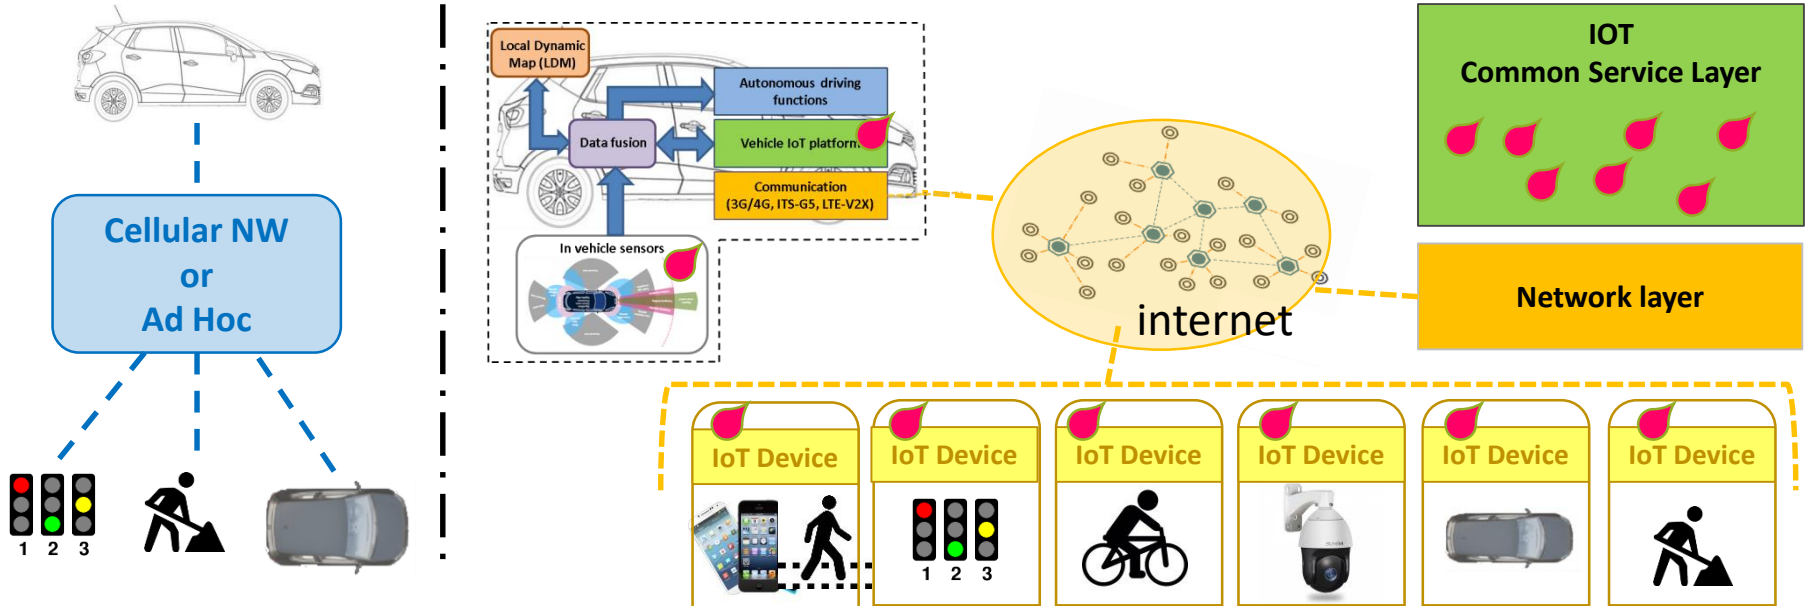 Cellular NW
or
Ad Hoc
1 2 3
Local Dynamic
Map (LDM)
Autonomous driving
functions
Data fusion
Vehicle IoT platform
Communication
(3G/4G, ITS-G5, LTE-V2X)
In vehicle sensors
internet
IOT
Common Service Layer
Network layer
IoT Device
IoT Device
IoT Device
IoT Device
IoT Device
IoT Device
1 2 3